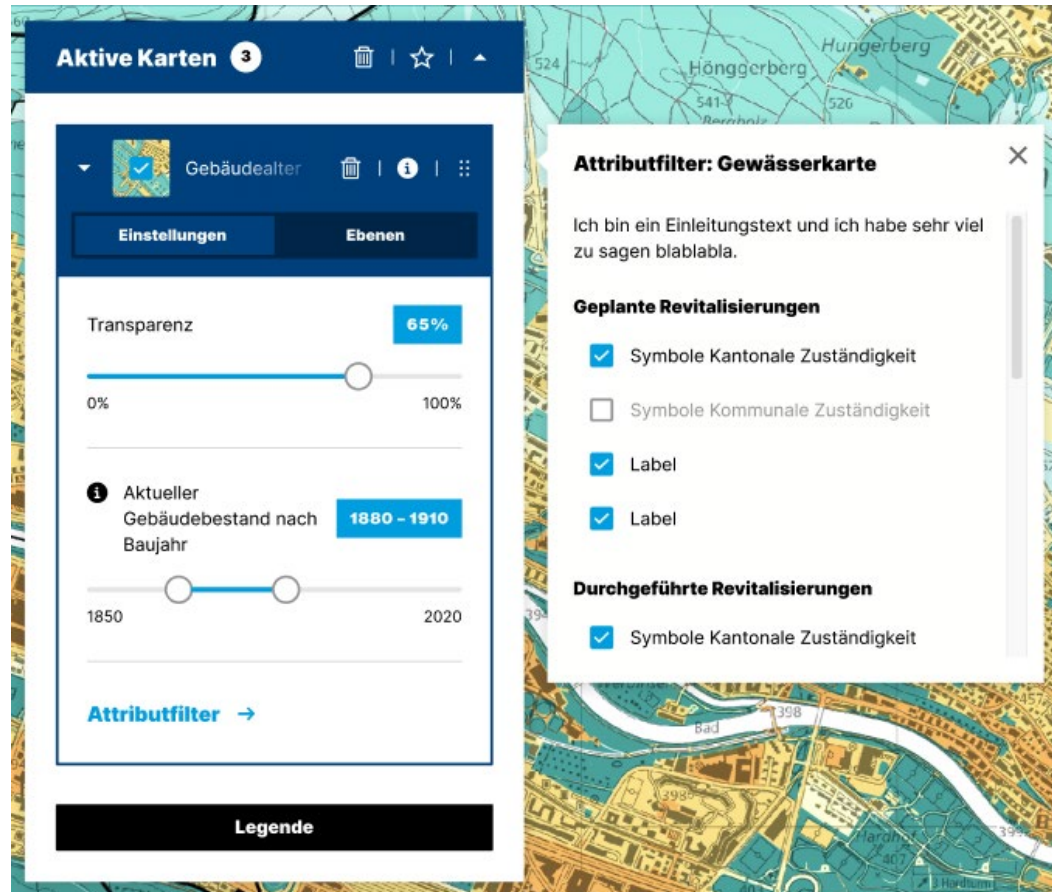 Aktive Karten 3
Gebäudealter
Einstellungen
Ebenen
Transparenz
65%
0%
100%
Aktueller
Gebäudebestand nach
Baujahr
1880 – 1910
1850
2020
Attributfilter →
Legende
Attributfilter: Gewässerkarte
Ich bin ein Einleitungstext und ich habe sehr viel
zu sagen blablabla.
Geplante Revitalisierungen
Symbole Kantonale Zuständigkeit
Symbole Kommunale Zuständigkeit
Label
Label
Durchgeführte Revitalisierungen
Symbole Kantonale Zuständigkeit
Hungerberg
Hönggerberg
524
541
526
Bad
398
Hardhof
407
Hardturm